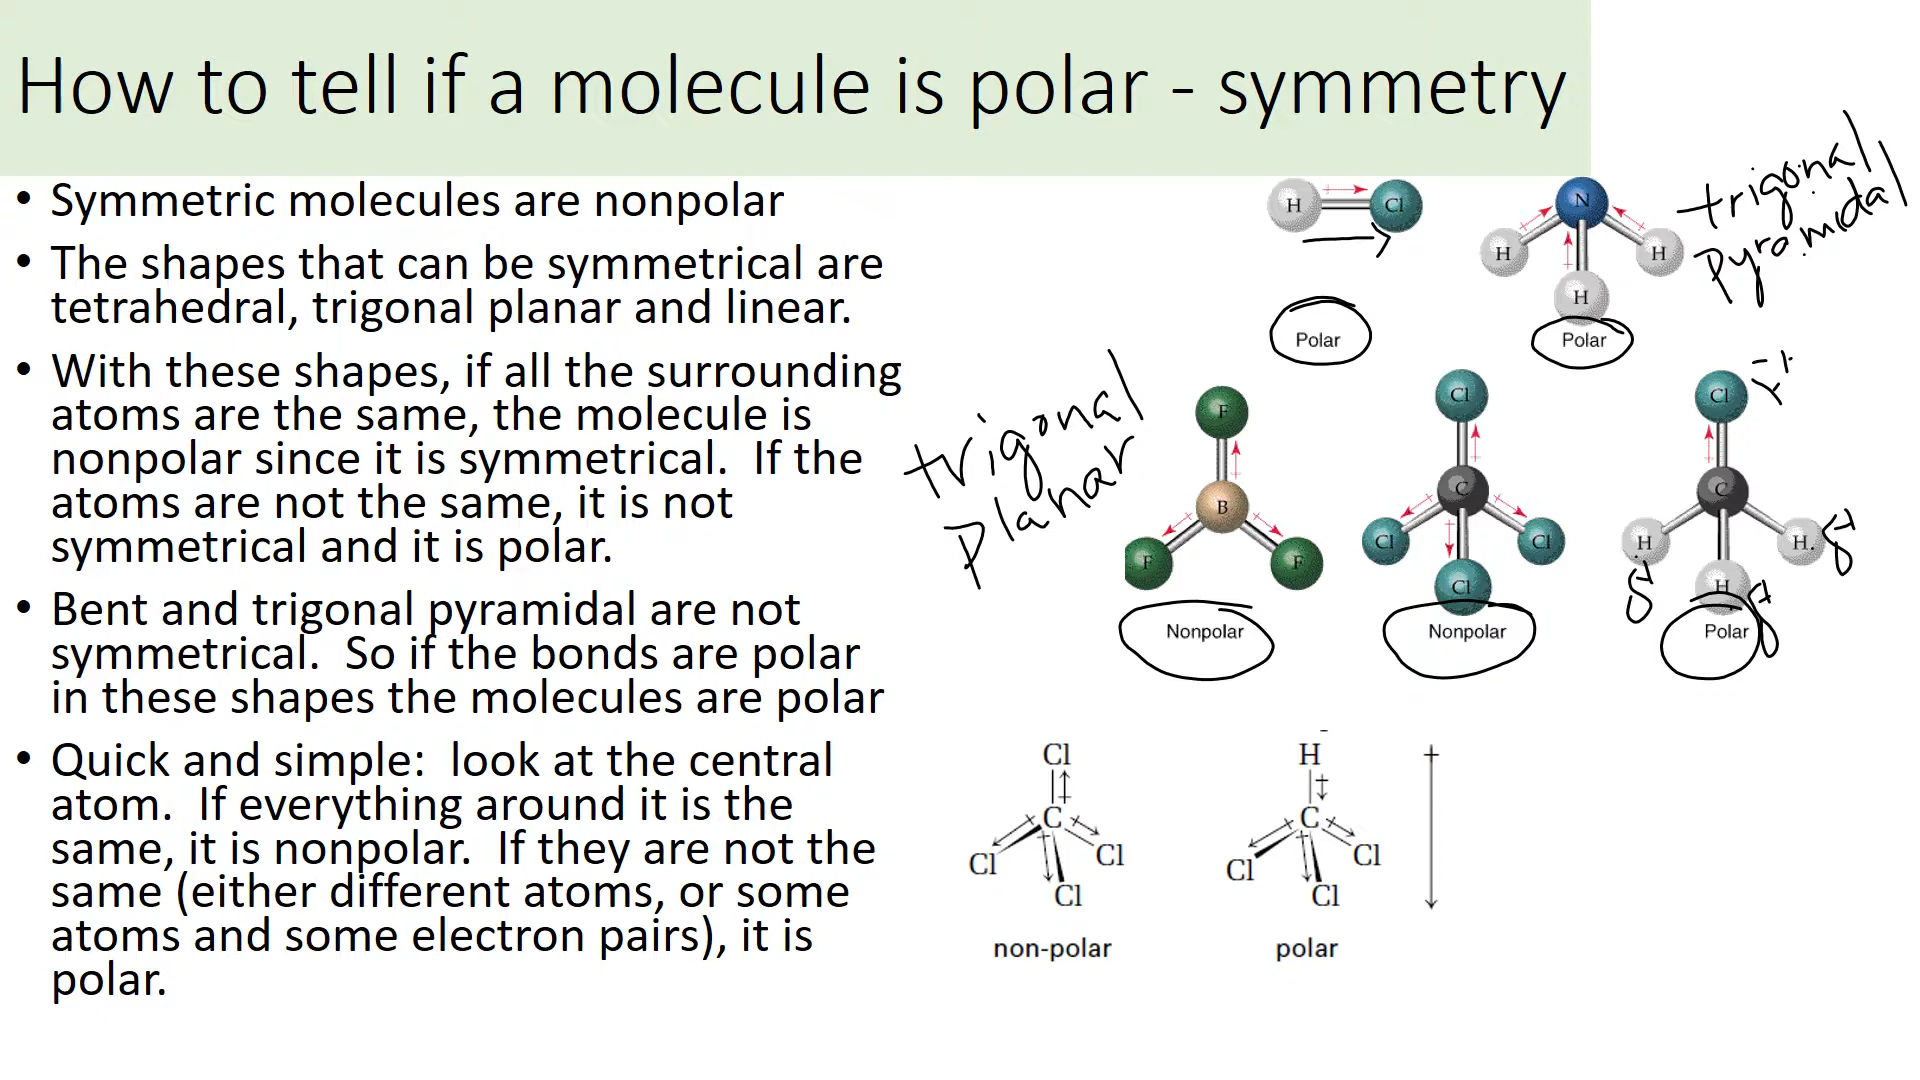 How to tell if a molecule is polar - symmetry
• Symmetric molecules are nonpolar
• The shapes that can be symmetrical are
tetrahedral, trigonal planar and linear.
• With these shapes, if all the surrounding
atoms are the same, the molecule is
nonpolar since it is symmetrical.  If the
atoms are not the same, it is not
symmetrical and it is polar.
• Bent and trigonal pyramidal are not
symmetrical.  So if the bonds are polar
in these shapes the molecules are polar
• Quick and simple:  look at the central
atom.  If everything around it is the
same, it is nonpolar.  If they are not the
same (either different atoms, or some
atoms and some electron pairs), it is
polar.
H Cl
Polar
N
H H
H
Polar
trigonal
pyramidal
trigonal
planar
F
B
F F
Nonpolar
Cl
C
Cl Cl
Cl
Nonpolar
Cl
C
H H
δ+
H
δ+ δ+
Polar
Cl
C
Cl Cl
Cl
non-polar
H
C
Cl Cl
Cl
polar